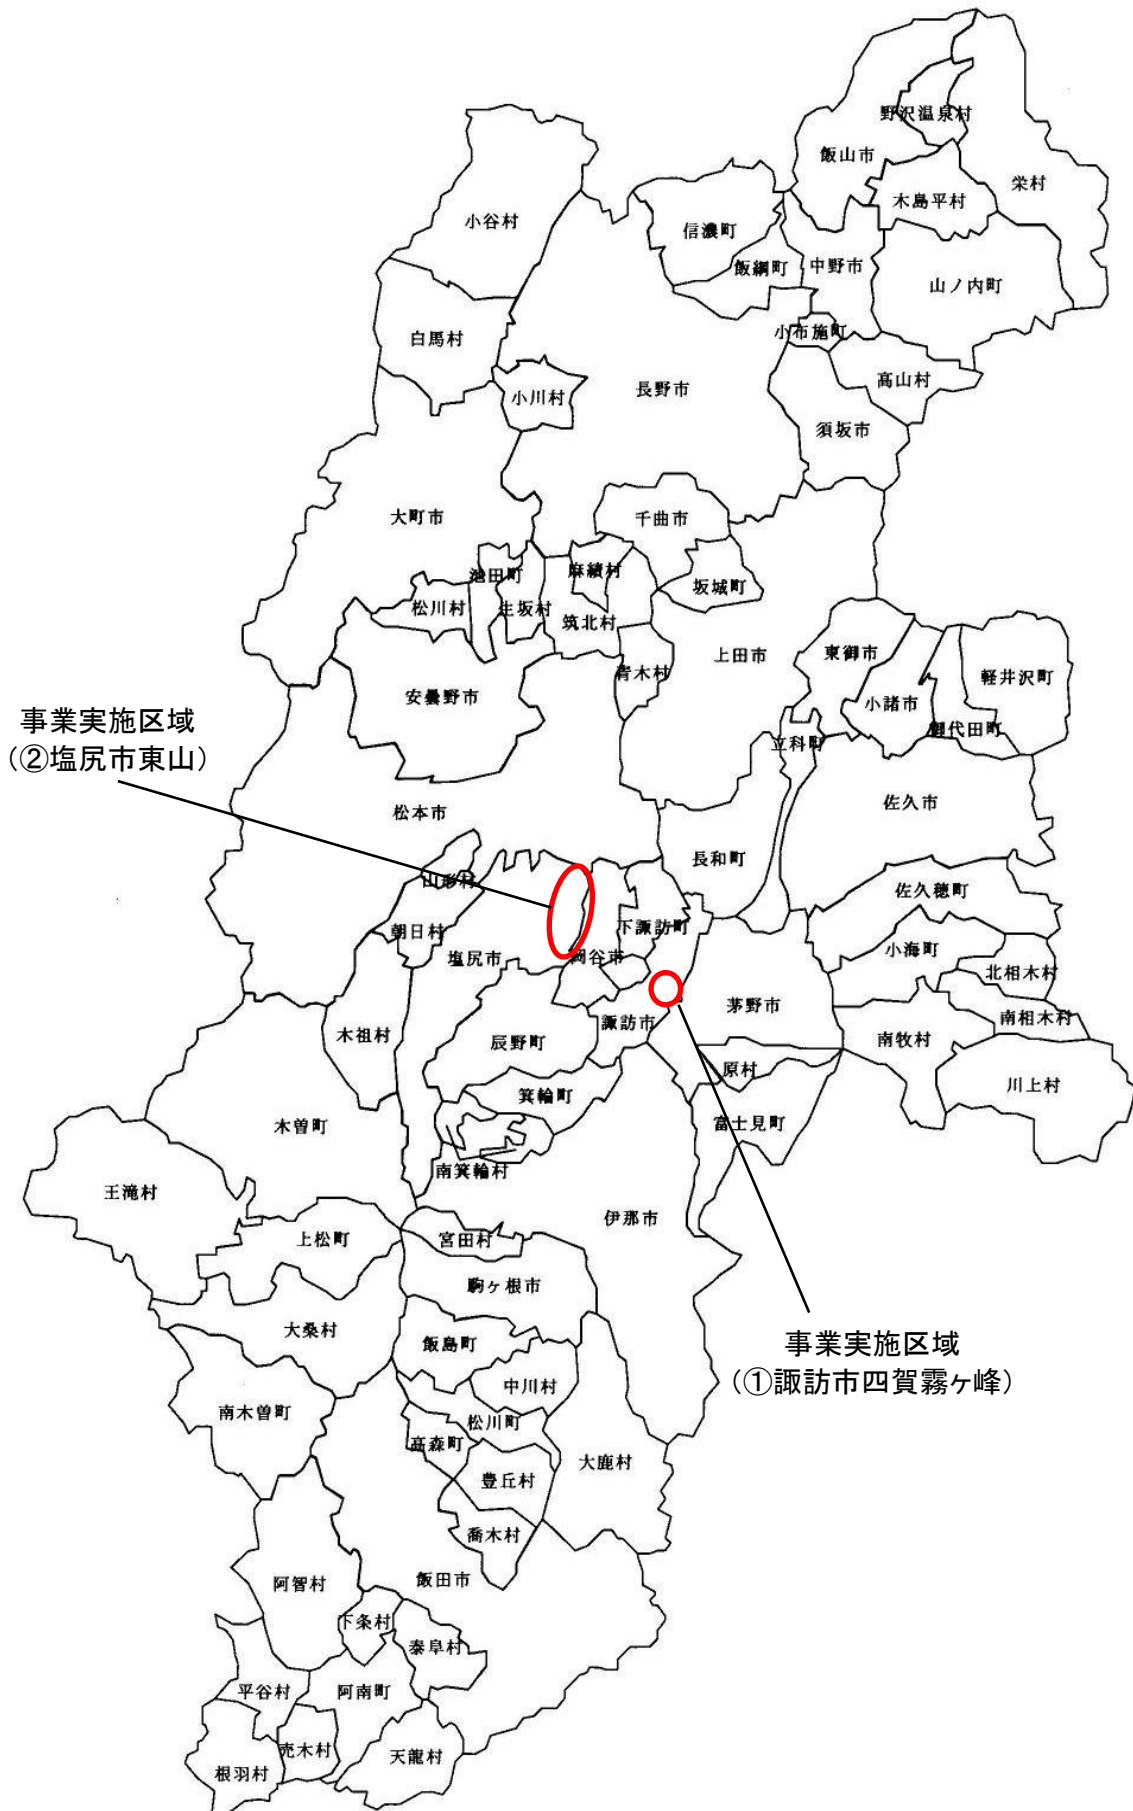 野沢温泉村
飯山市
栄村
木島平村
小谷村
信濃町
飯綱町
中野市
山ノ内町
白馬村
小布施町
高山村
小川村
長野市
須坂市
大町市
千曲市
池田町
麻績村
坂城町
松川村
生坂村
筑北村
青木村
上田市
東御市
軽井沢町
安曇野市
小諸市
御代田町
立科町
事業実施区域
(②塩尻市東山)
松本市
佐久市
長和町
山形村
佐久穂町
朝日村
下諏訪町
塩尻市
岡谷市
小海町
北相木村
茅野市
南相木村
諏訪市
木祖村
辰野町
南牧村
原村
川上村
箕輪町
木曽町
富士見町
南箕輪村
王滝村
伊那市
上松町
宮田村
駒ヶ根市
大桑村
飯島町
事業実施区域
(①諏訪市四賀霧ヶ峰)
中川村
南木曽町
松川町
高森町
大鹿村
豊丘村
喬木村
飯田市
阿智村
下条村
泰阜村
平谷村
阿南町
売木村
天龍村
根羽村